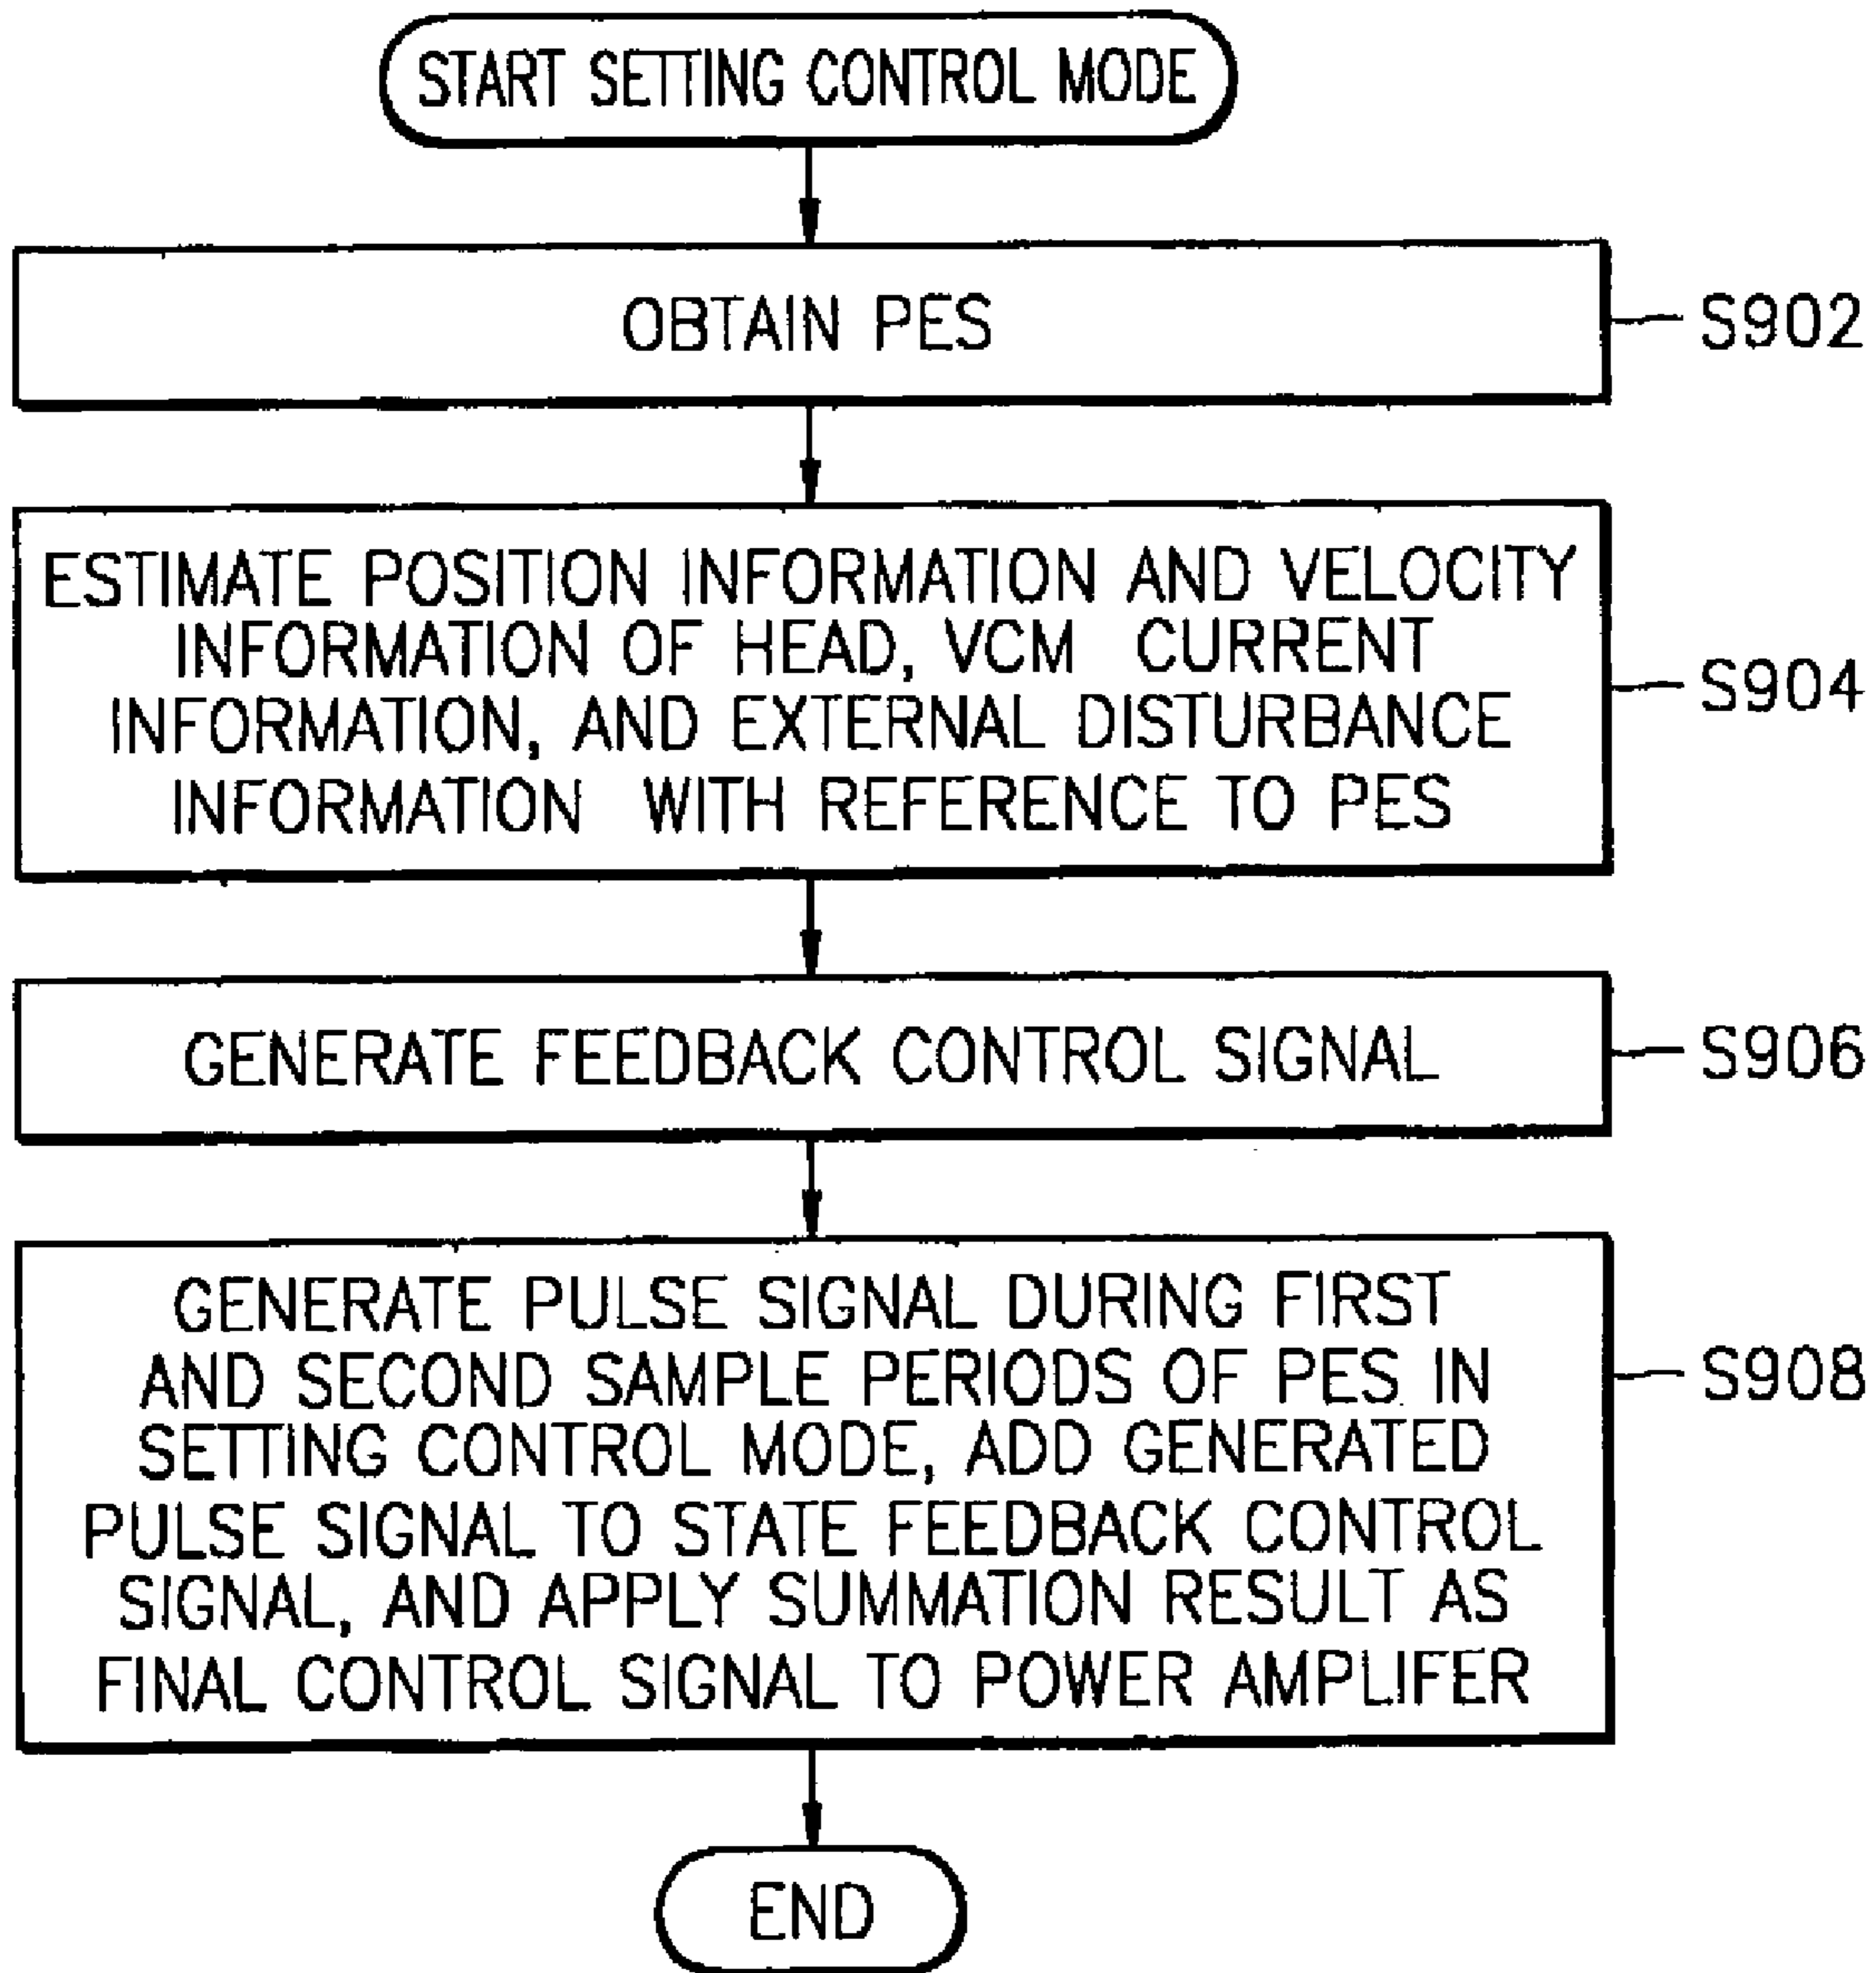 START SETTING CONTROL MODE
OBTAIN PES
S902
ESTIMATE POSITION INFORMATION AND VELOCITY
INFORMATION OF HEAD, VCM CURRENT
INFORMATION, AND EXTERNAL DISTURBANCE
INFORMATION WITH REFERENCE TO PES
S904
GENERATE FEEDBACK CONTROL SIGNAL
S906
GENERATE PULSE SIGNAL DURING FIRST
AND SECOND SAMPLE PERIODS OF PES IN
SETTING CONTROL MODE, ADD GENERATED
PULSE SIGNAL TO STATE FEEDBACK CONTROL
SIGNAL, AND APPLY SUMMATION RESULT AS
FINAL CONTROL SIGNAL TO POWER AMPLIFER
S908
END